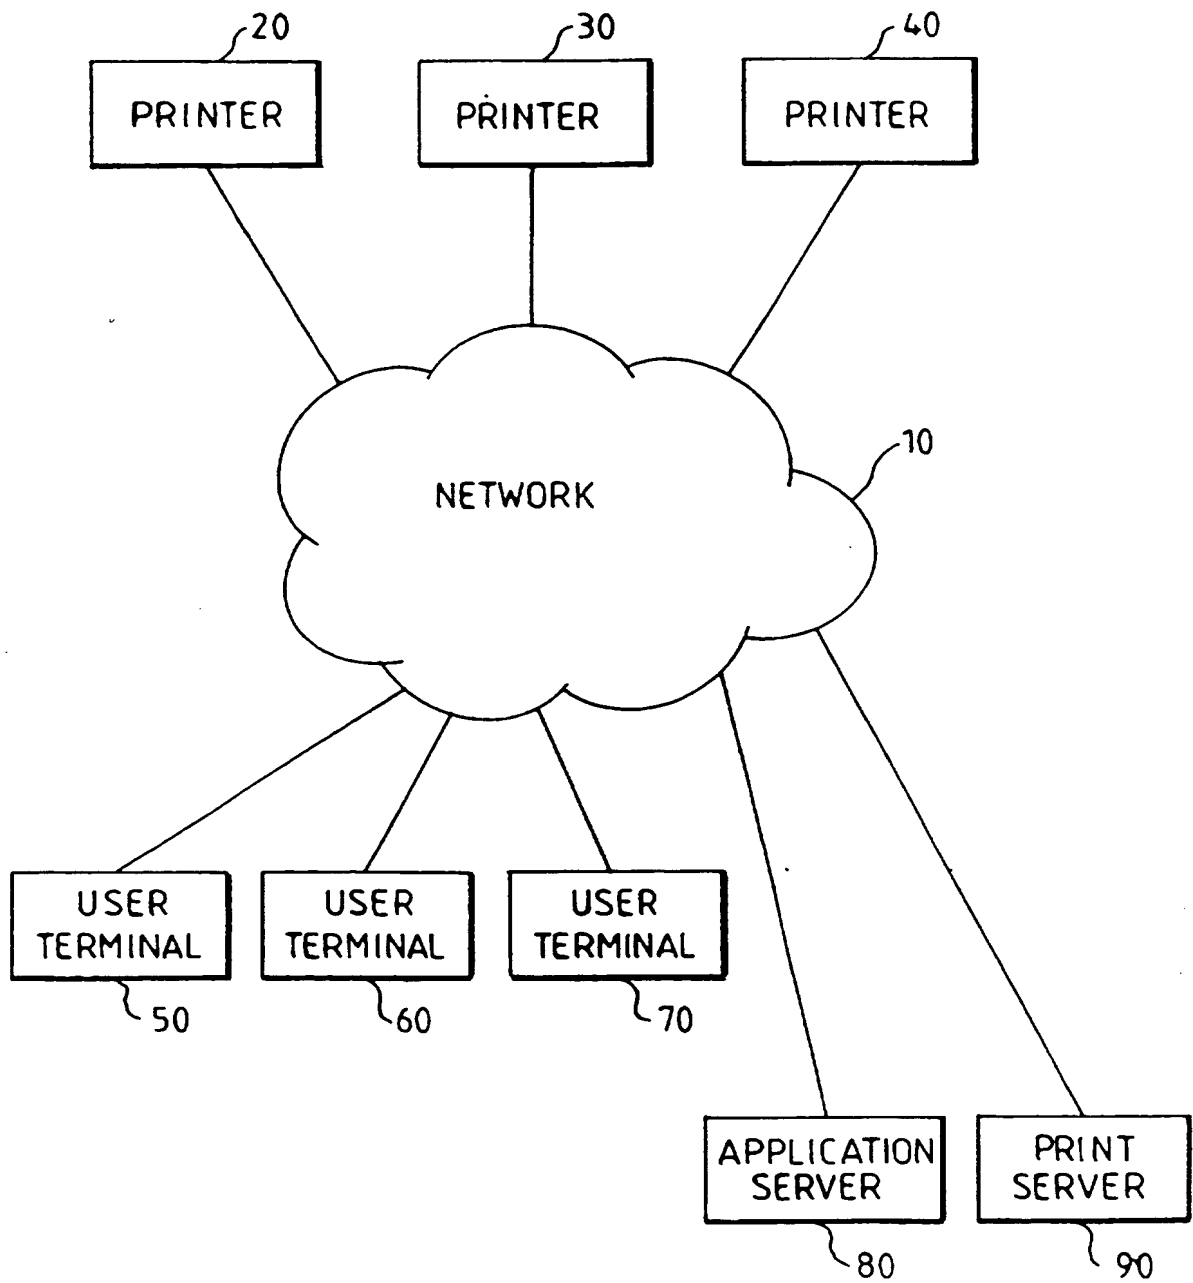 20
30
40
PRINTER
PRINTER
PRINTER
10
NETWORK
USER
TERMINAL
USER
TERMINAL
USER
TERMINAL
50
60
70
APPLICATION
SERVER
PRINT
SERVER
80
90